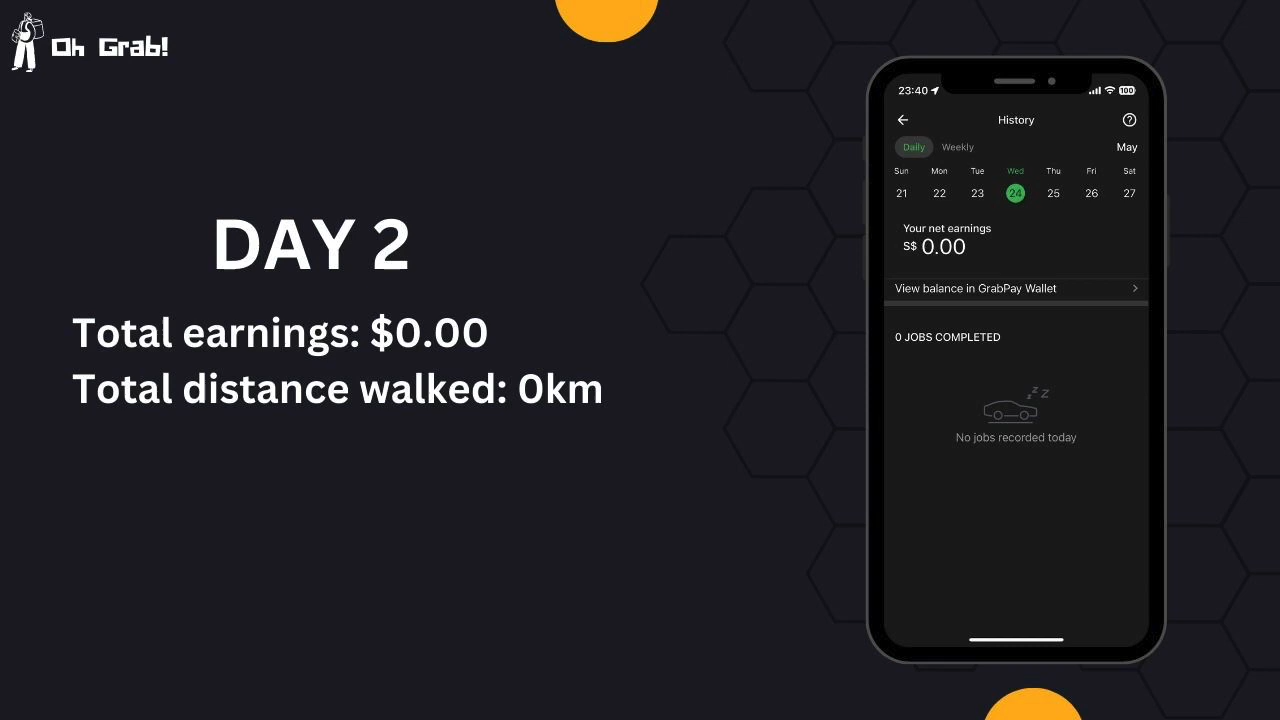 Oh Grab!
DAY 2
Total earnings: $0.00
Total distance walked: 0km
23:40
100
History
Daily Weekly May
Sun Mon Tue Wed Thu Fri Sat
21 22 23 24 25 26 27
Your net earnings
S$ 0.00
View balance in GrabPay Wallet
0 JOBS COMPLETED
z z z
No jobs recorded today